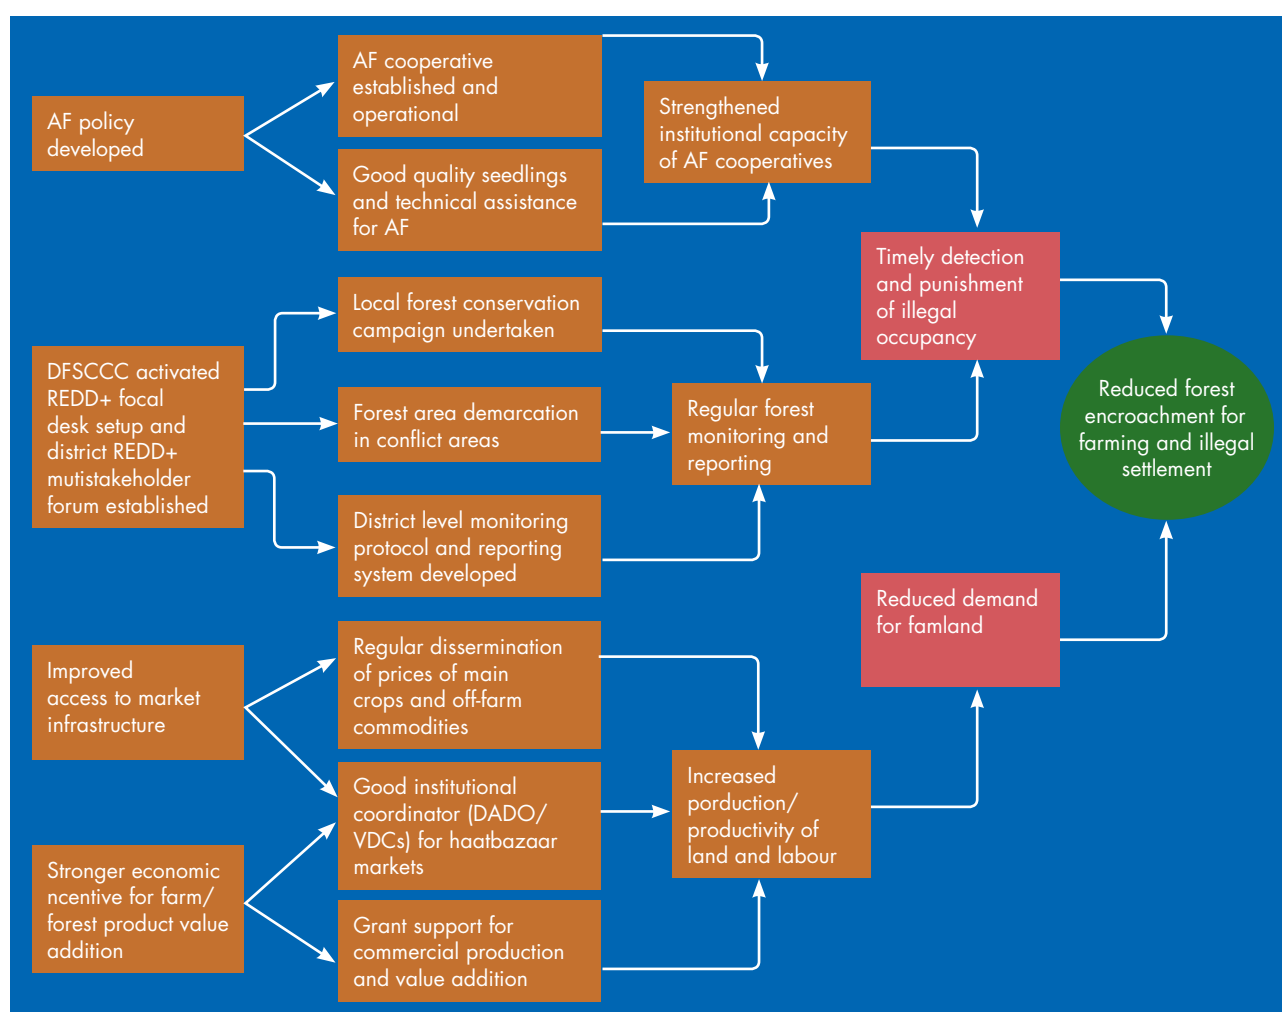 AF policy
developed
AF cooperative
established and
operational
Good quality seedlings
and technical assistance
for AF
Strengthened
institutional capacity
of AF cooperatives
DFSCCC activated
REDD+ focal
desk setup and
district REDD+
mutistakeholder
forum established
Local forest conservation
campaign undertaken
Forest area demarcation
in conflict areas
District level monitoring
protocol and reporting
system developed
Regular forest
monitoring and
reporting
Timely detection
and punishment
of illegal
occupancy
Reduced forest
encroachment for
farming and illegal
settlement
Reduced demand
for famland
Improved
access to market
infrastructure
Stronger economic
ncentive for farm/
forest product value
addition
Regular dissermination
of prices of main
crops and off-farm
commodities
Good institutional
coordinator (DADO/
VDCs) for haatbazaar
markets
Grant support for
commercial production
and value addition
Increased
porduction/
productivity of
land and labour